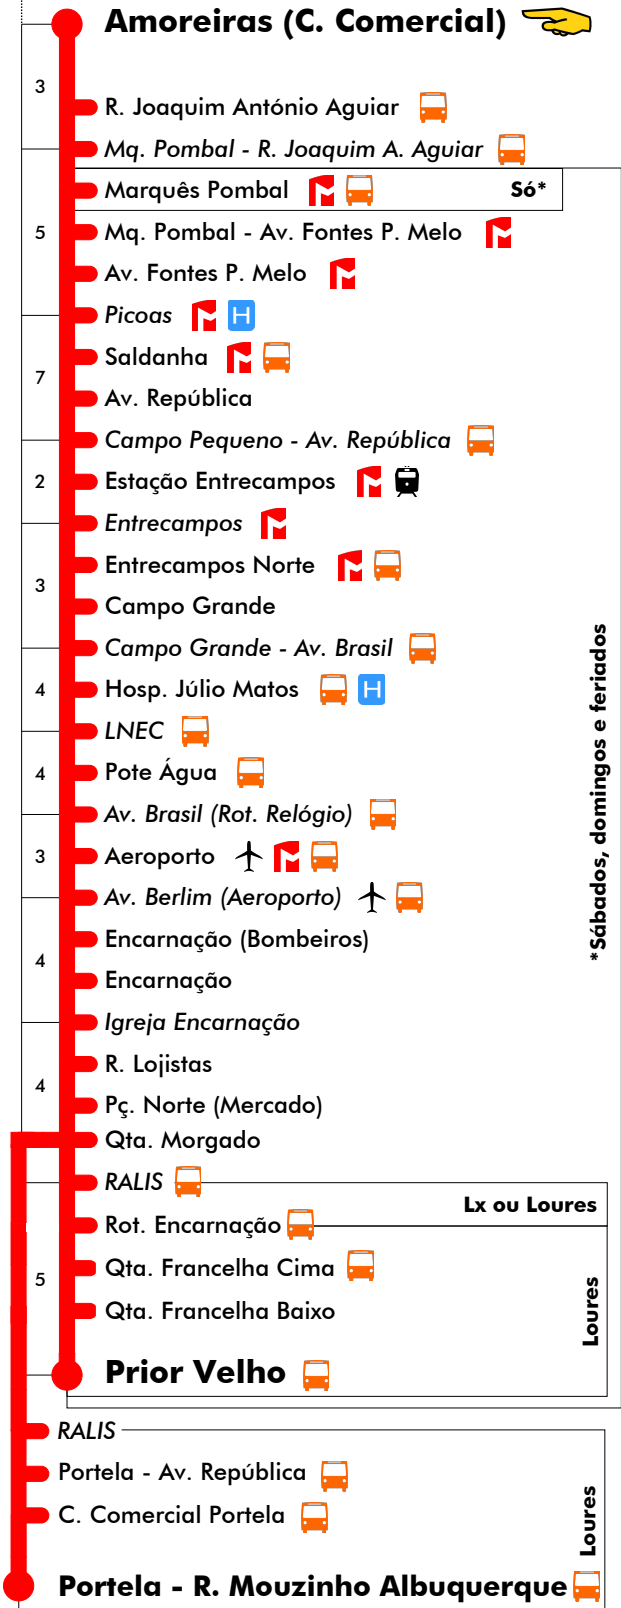 Amoreiras (C. Comercial)
3
R. Joaquim António Aguiar
Mq. Pombal - R. Joaquim A. Aguiar
Marquês Pombal
Só*
5
Mq. Pombal - Av. Fontes P. Melo
Av. Fontes P. Melo
Picoas
H
Saldanha
7
Av. República
Campo Pequeno - Av. República
2
Estação Entrecampos
Entrecampos
Entrecampos Norte
3
Campo Grande
Campo Grande - Av. Brasil
4
Hosp. Júlio Matos
H
LNEC
4
Pote Água
Av. Brasil (Rot. Relógio)
3
Aeroporto
Av. Berlim (Aeroporto)
*Sábados, domingos e feriados
Encarnação (Bombeiros)
4
Encarnação
Igreja Encarnação
R. Lojistas
4
Pç. Norte (Mercado)
Qta. Morgado
RALIS
Lx ou Loures
Rot. Encarnação
5
Qta. Francelha Cima
Qta. Francelha Baixo
Loures
Prior Velho
RALIS
Portela - Av. República
C. Comercial Portela
Loures
Portela - R. Mouzinho Albuquerque